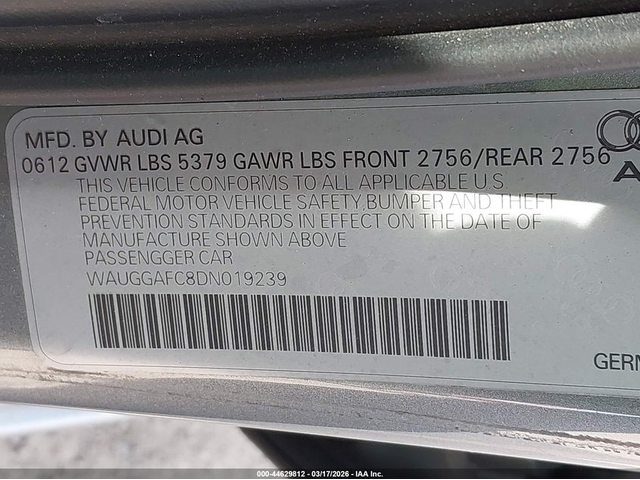 MFD. BY AUDI AG
0612 GVWR LBS 5379 GAWR LBS FRONT 2756/REAR 2756
THIS VEHICLE CONFORMS TO ALL APPLICABLE U S
FEDERAL MOTOR VEHICLE SAFETY, BUMPER AND THEFT
PREVENTION STANDARDS IN EFFECT ON THE DATE OF
MANUFACTURE SHOWN ABOVE
PASSENGGER CAR
WAUGGAFC8DN019239
GERM
000-44629812 - 03/17/2026 - IAA Inc.